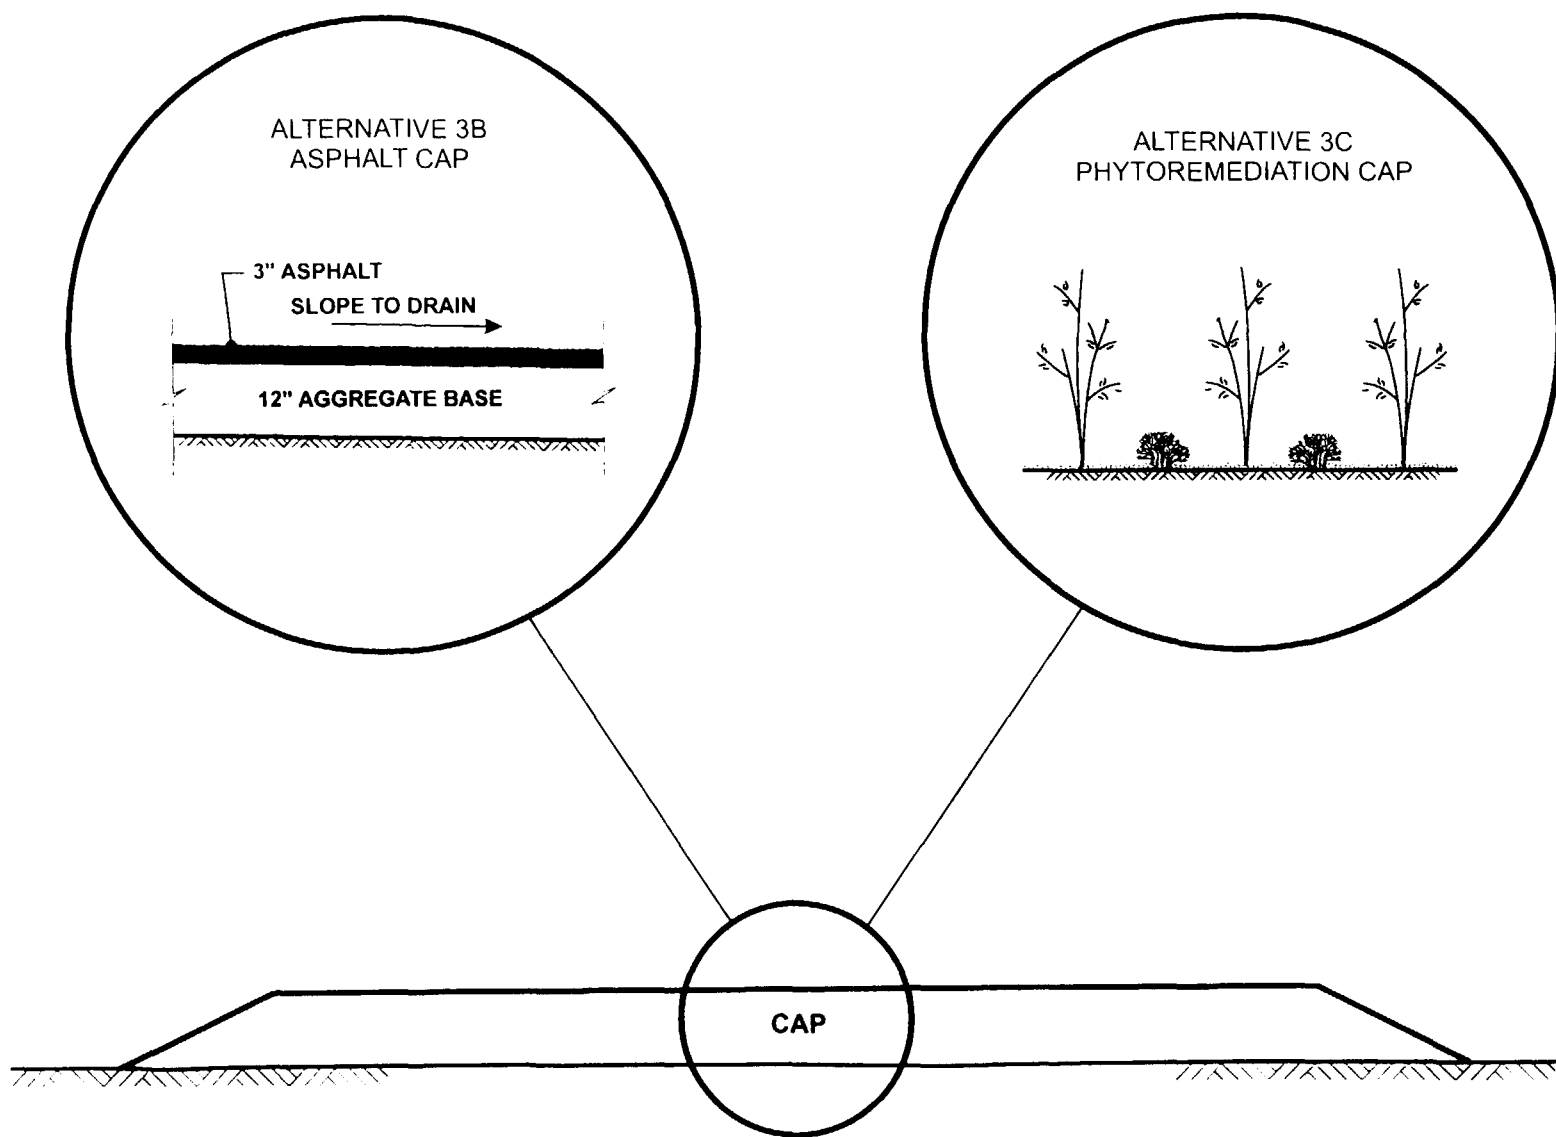 ALTERNATIVE 3B
ASPHALT CAP
3" ASPHALT
SLOPE TO DRAIN
12" AGGREGATE BASE
ALTERNATIVE 3C
PHYTOREMEDIATION CAP
CAP